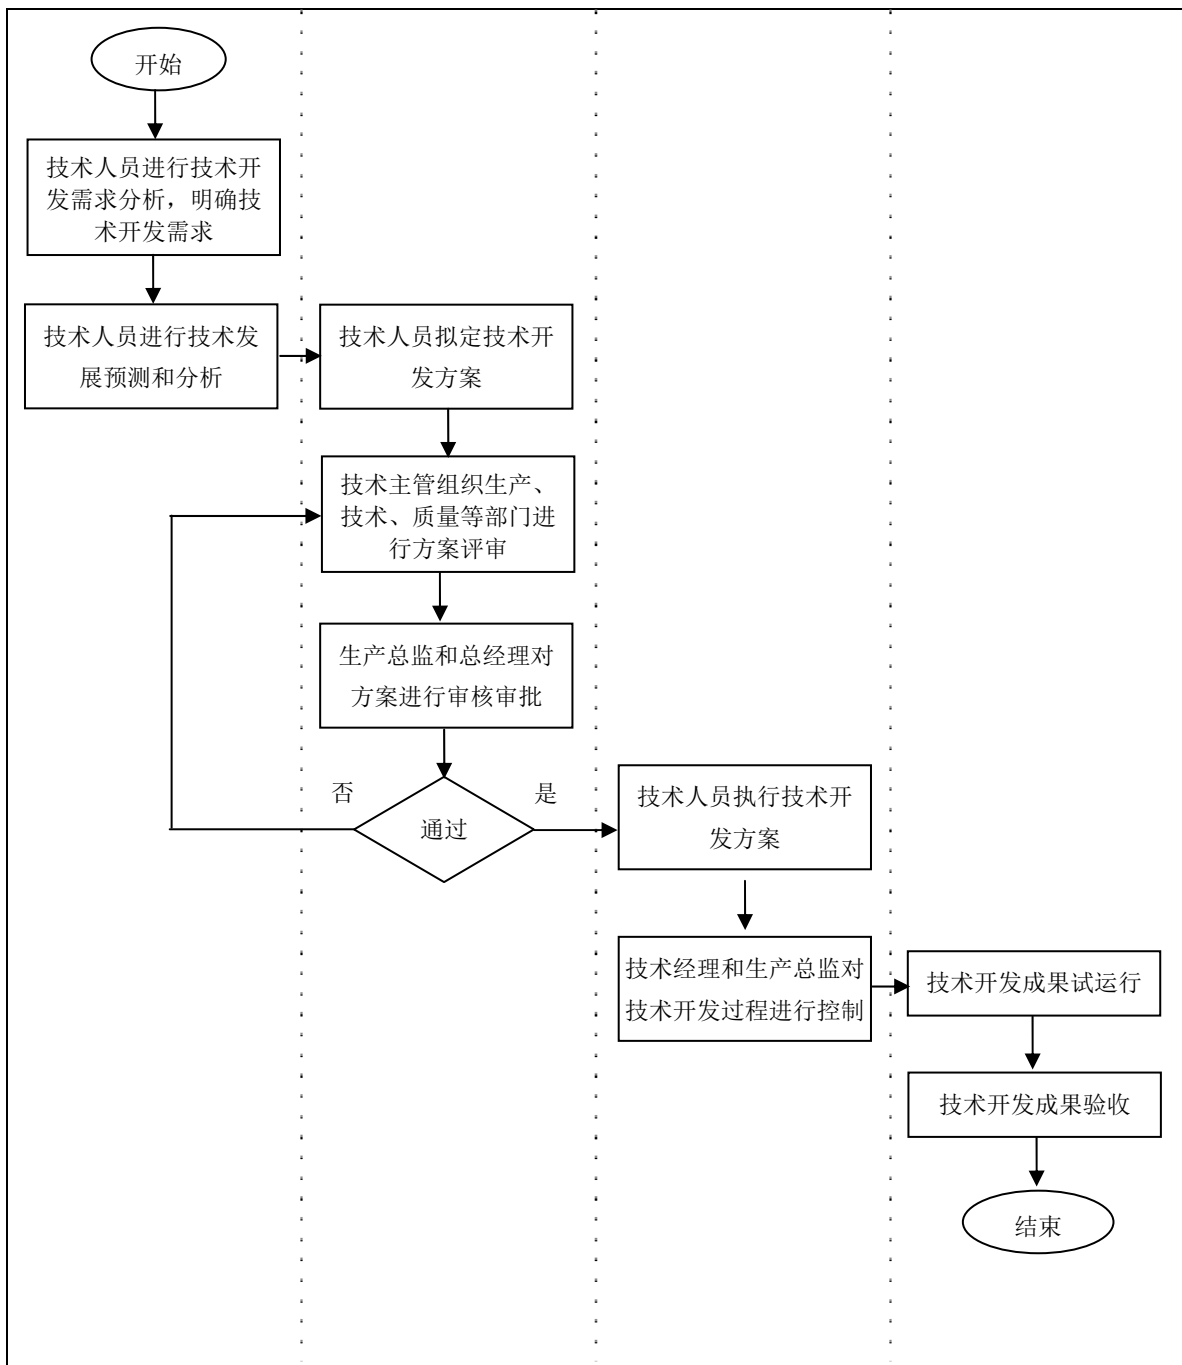 开始
技术人员进行技术开
发需求分析，明确技
术开发需求
技术人员进行技术发
展预测和分析
技术人员拟定技术开
发方案
技术主管组织生产、
技术、质量等部门进
行方案评审
生产总监和总经理对
方案进行审核审批
否
通过
是
技术人员执行技术开
发方案
技术经理和生产总监对
技术开发过程进行控制
技术开发成果试运行
技术开发成果验收
结束